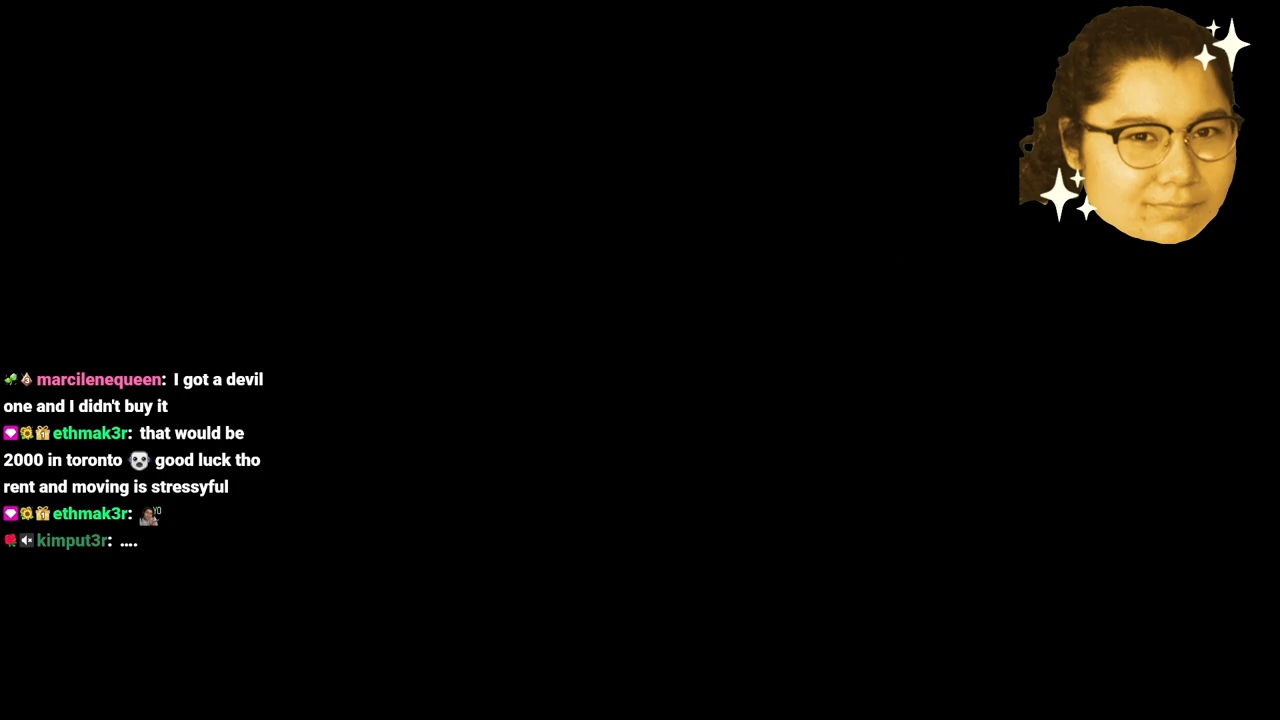 marcilenequeen: I got a devil
one and I didn't buy it
ethmak3r: that would be
2000 in toronto good luck tho
rent and moving is stressyful
ethmak3r: YO
kimput3r: ....